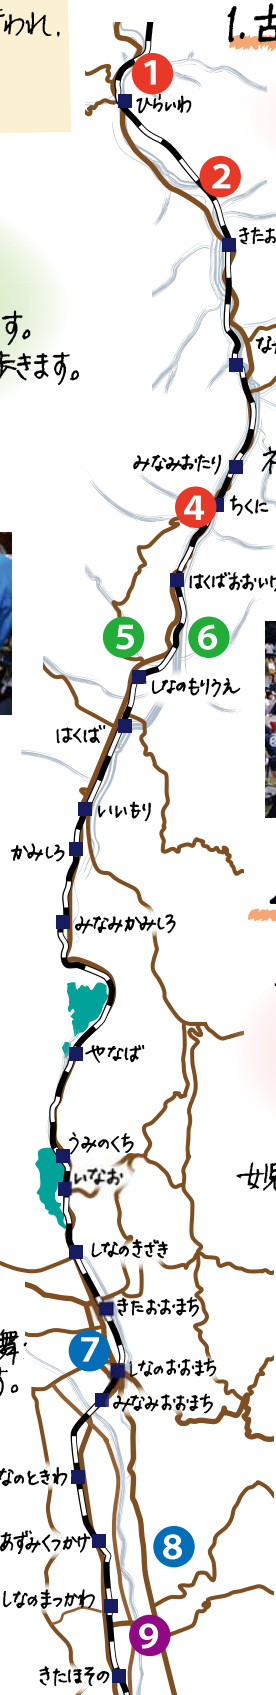 われ、
1. 古
1
ひらいわ
2
きたお
す。
歩きます。
な
みなみおたり
4
ちくに
はくばおおいけ
5
6
しなのもりうえ
はくば
いいもり
かみしろ
みなみかみしろ
やなば
うみのくち
いなお
しなのきざき
きたおおまち
舞
7
す。
しなのおおまち
みなみおおまち
なのときわ
あずみくつかけ
8
しなのまつかわ
9
きたほその